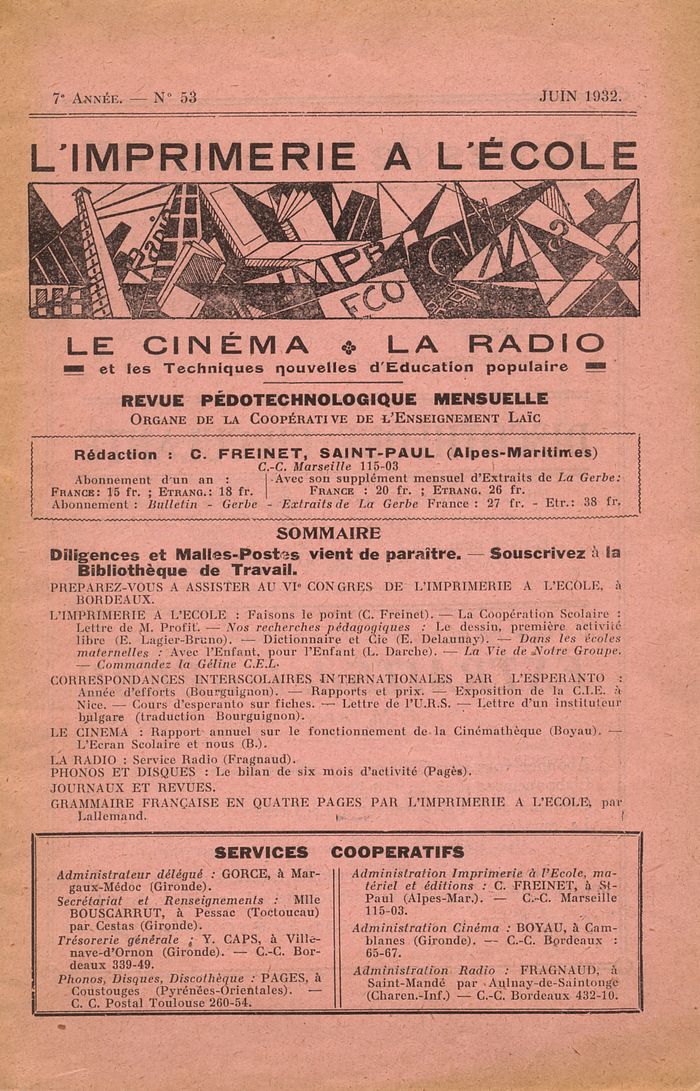 7e ANNÉE. — N° 53
JUIN 1932.
L'IMPRIMERIE A L'ÉCOLE
Radio
IMPR
ECO
CINEMA
LE CINÉMA ❖ LA RADIO
et les Techniques nouvelles d'Education populaire
REVUE PÉDOTECHNOLOGIQUE MENSUELLE
ORGANE DE LA COOPÉRATIVE DE L'ENSEIGNEMENT LAÏC
Rédaction : C. FREINET, SAINT-PAUL (Alpes-Maritimes)
C.-C. Marseille 115-03
Abonnement d'un an :
FRANCE: 15 fr. ; ETRANG.: 18 fr.
Avec son supplément mensuel d'Extraits de La Gerbe:
FRANCE : 20 fr. ; ETRANG. 26 fr.
Abonnement : Bulletin - Gerbe - Extraits de La Gerbe France : 27 fr. - Etr.: 38 fr.
SOMMAIRE
Diligences et Malles-Postes vient de paraître. — Souscrivez à la
Bibliothèque de Travail.
PREPAREZ-VOUS A ASSISTER AU VIe CONGRES DE L'IMPRIMERIE A L'ECOLE, à
BORDEAUX.
L'IMPRIMERIE A L'ECOLE : Faisons le point (C. Freinet). — La Coopération Scolaire :
Lettre de M. Profit. — Nos recherches pédagogiques : Le dessin, première activité
libre (E. Lagier-Bruno). — Dictionnaire et Cie (E. Delaunay). — Dans les écoles
maternelles : Avec l'Enfant, pour l'Enfant (L. Darche). — La Vie de Notre Groupe.
— Commandez la Géline C.E.L.
CORRESPONDANCES INTERSCOLAIRES INTERNATIONALES PAR L'ESPERANTO :
Année d'efforts (Bourguignon). — Rapports et prix. — Exposition de la C.I.E. à
Nice. — Cours d'esperanto sur fiches. — Lettre de l'U.R.S. — Lettre d'un instituteur
bulgare (traduction Bourguignon).
LE CINEMA : Rapport annuel sur le fonctionnement de la Cinémathèque (Boyau). —
L'Ecran Scolaire et nous (B.).
LA RADIO : Service Radio (Fragnaud).
PHONOS ET DISQUES : Le bilan de six mois d'activité (Pagès).
JOURNAUX ET REVUES.
GRAMMAIRE FRANÇAISE EN QUATRE PAGES PAR L'IMPRIMERIE A L'ECOLE, par
Lallemand.
SERVICES COOPERATIFS
Administrateur délégué : GORCE, à Mar-
gaux-Médoc (Gironde).
Secrétariat et Renseignements : Mlle
BOUSCARRUT, à Pessac (Toctoucau)
par Cestas (Gironde).
Trésorerie générale : Y. CAPS, à Ville-
nave-d'Ornon (Gironde). — C.-C. Bor-
deaux 339-49.
Phonos, Disques, Discothèque : PAGES, à
Coustouges (Pyrénées-Orientales). —
C. C. Postal Toulouse 260-54.
Administration Imprimerie à l'Ecole, ma-
tériel et éditions : C. FREINET, à St-
Paul (Alpes-Mar.). — C.-C. Marseille
115-03.
Administration Cinéma : BOYAU, à Cam-
blanes (Gironde). — C.-C. Bordeaux :
65-67.
Administration Radio : FRAGNAUD, à
Saint-Mandé par Aulnay-de-Saintonge
(Charen.-Inf.) — C.-C. Bordeaux 432-10.